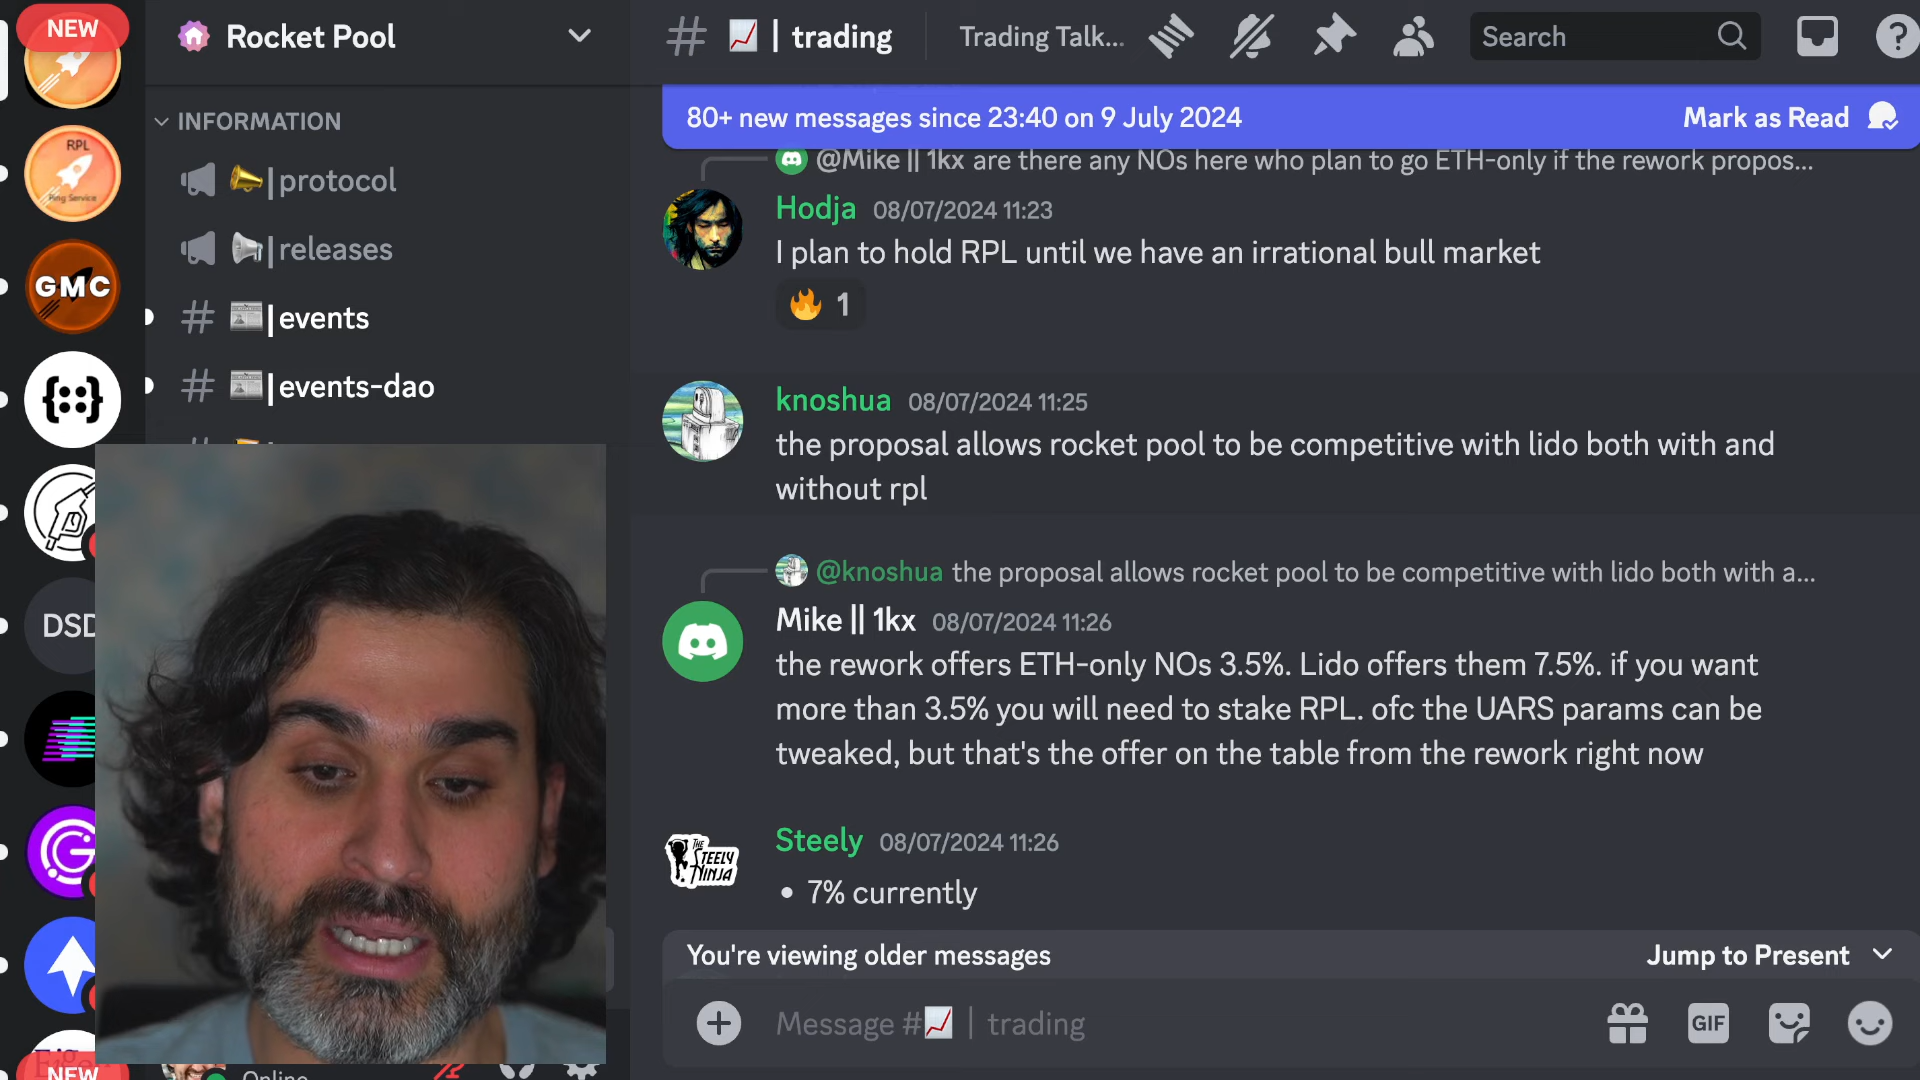 NEW
Rocket Pool
# 📈 | trading
Trading Talk...
Search
?
INFORMATION
80+ new messages since 23:40 on 9 July 2024
Mark as Read
RPL
Ping Service
📣|protocol
📢|releases
GMC
# 📰|events
# 📰|events-dao
{::}
DSD
@Mike || 1kx are there any NOs here who plan to go ETH-only if the rework propos...
Hodja 08/07/2024 11:23
I plan to hold RPL until we have an irrational bull market
🔥 1
knoshua 08/07/2024 11:25
the proposal allows rocket pool to be competitive with lido both with and
without rpl
@knoshua the proposal allows rocket pool to be competitive with lido both with a...
Mike || 1kx 08/07/2024 11:26
the rework offers ETH-only NOs 3.5%. Lido offers them 7.5%. if you want
more than 3.5% you will need to stake RPL. ofc the UARS params can be
tweaked, but that's the offer on the table from the rework right now
THE
STEELY
NINJA
Steely 08/07/2024 11:26
• 7% currently
You're viewing older messages
Jump to Present
Message #📈 | trading
GIF
NEW
Online